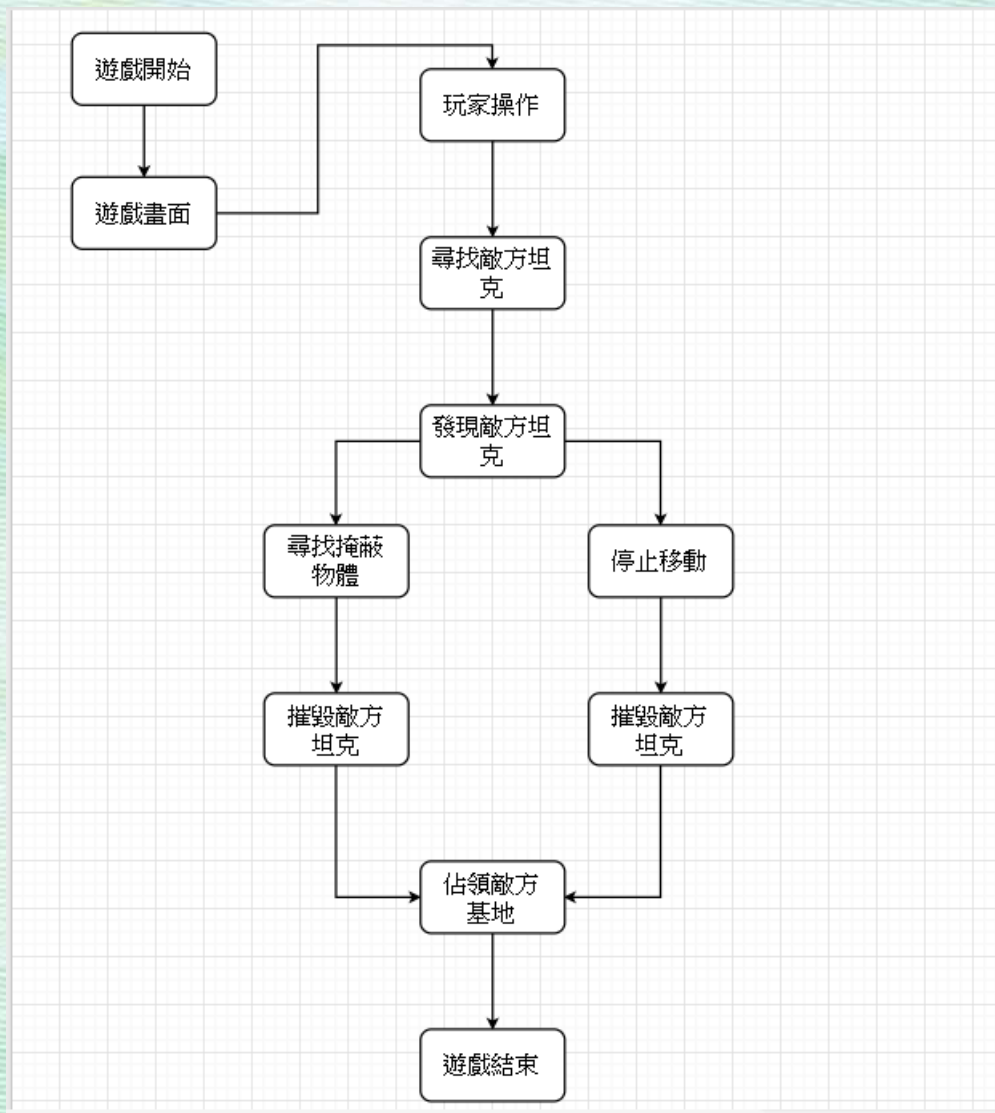 遊戲開始
遊戲畫面
玩家操作
尋找敵方坦
克
發現敵方坦
克
尋找掩蔽
物體
停止移動
摧毀敵方
坦克
摧毀敵方
坦克
佔領敵方
基地
遊戲結束